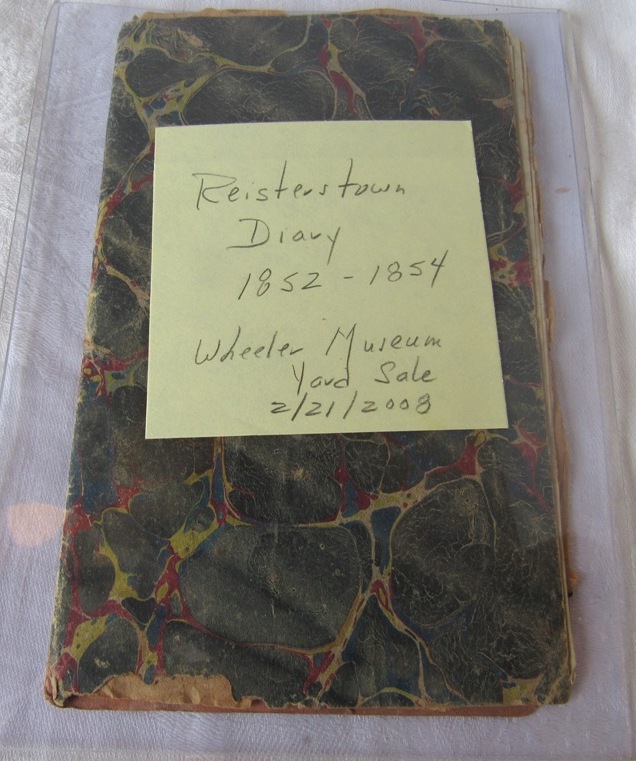 Reisterstown
Diary
1852 - 1854
Wheeler Museum
Yard Sale
2/21/2008